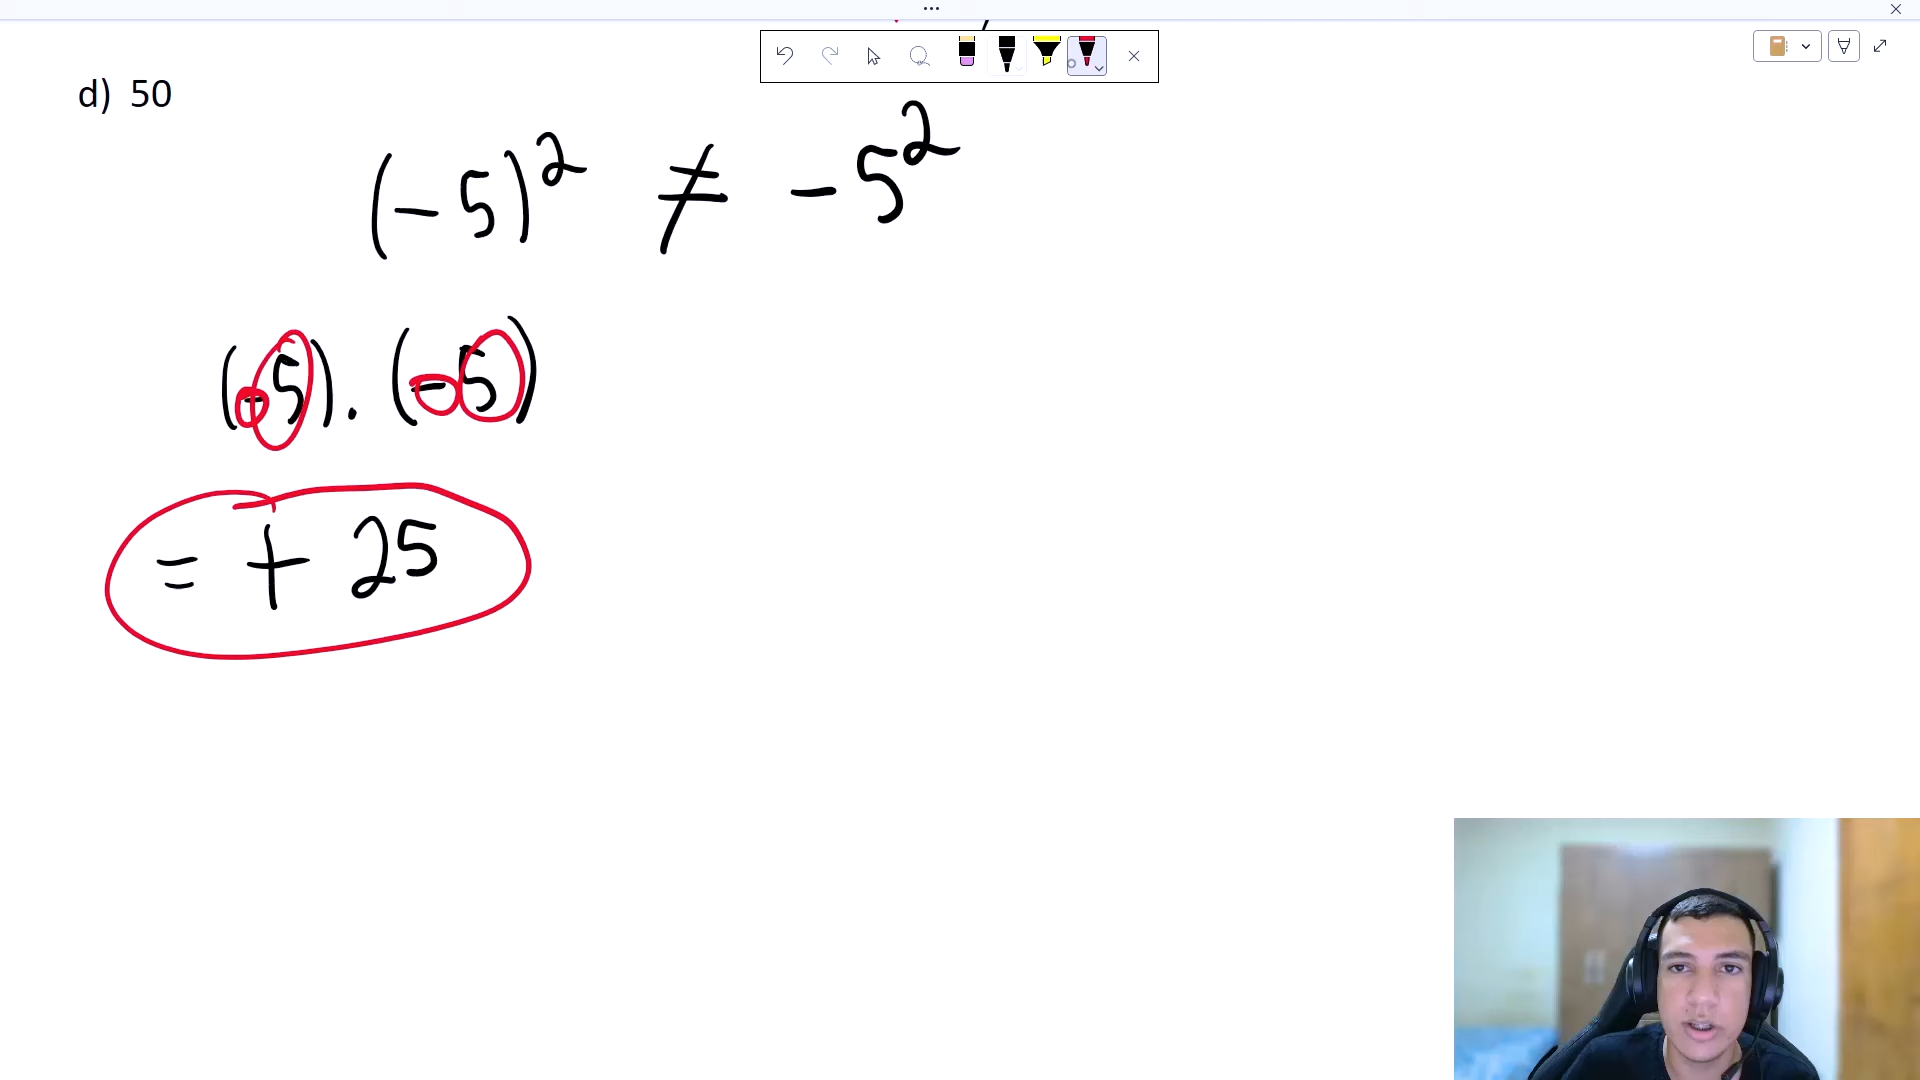 d) 50
(-5)² ≠ -5²
(-5).(-5)
= + 25